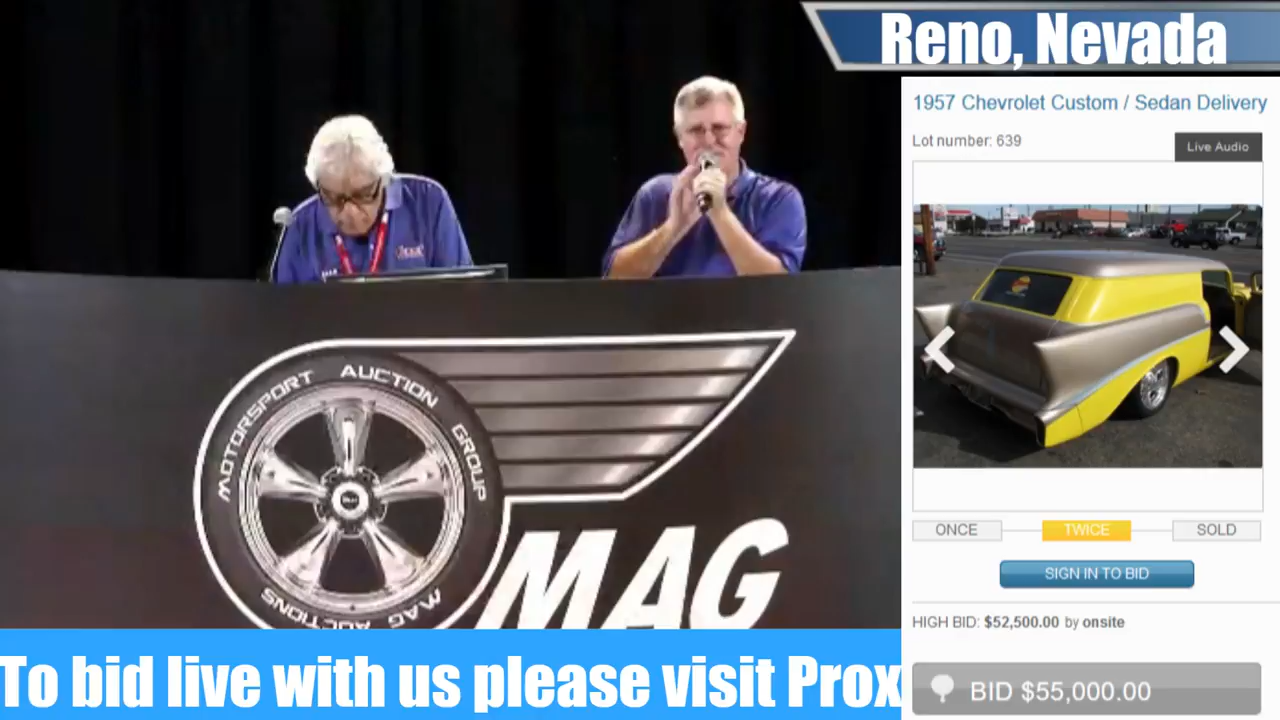 Reno, Nevada
1957 Chevrolet Custom / Sedan Delivery
Lot number: 639
Live Audio
MOTORSPORT AUCTION GROUP
MAG AUCTIONS
MAG
ONCE
TWICE
SOLD
SIGN IN TO BID
HIGH BID: $52,500.00 by onsite
BID $55,000.00
To bid live with us please visit Prox